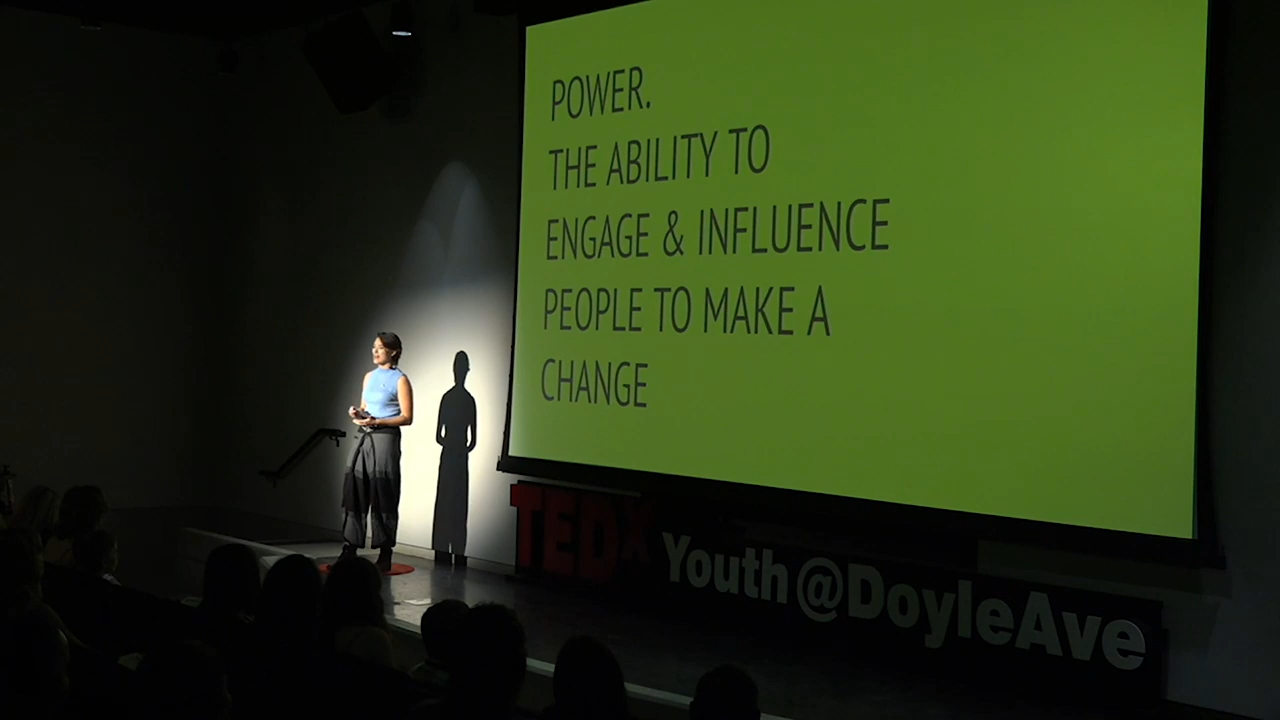 POWER.
THE ABILITY TO
ENGAGE & INFLUENCE
PEOPLE TO MAKE A
CHANGE
TEDx
Youth@DoyleAve